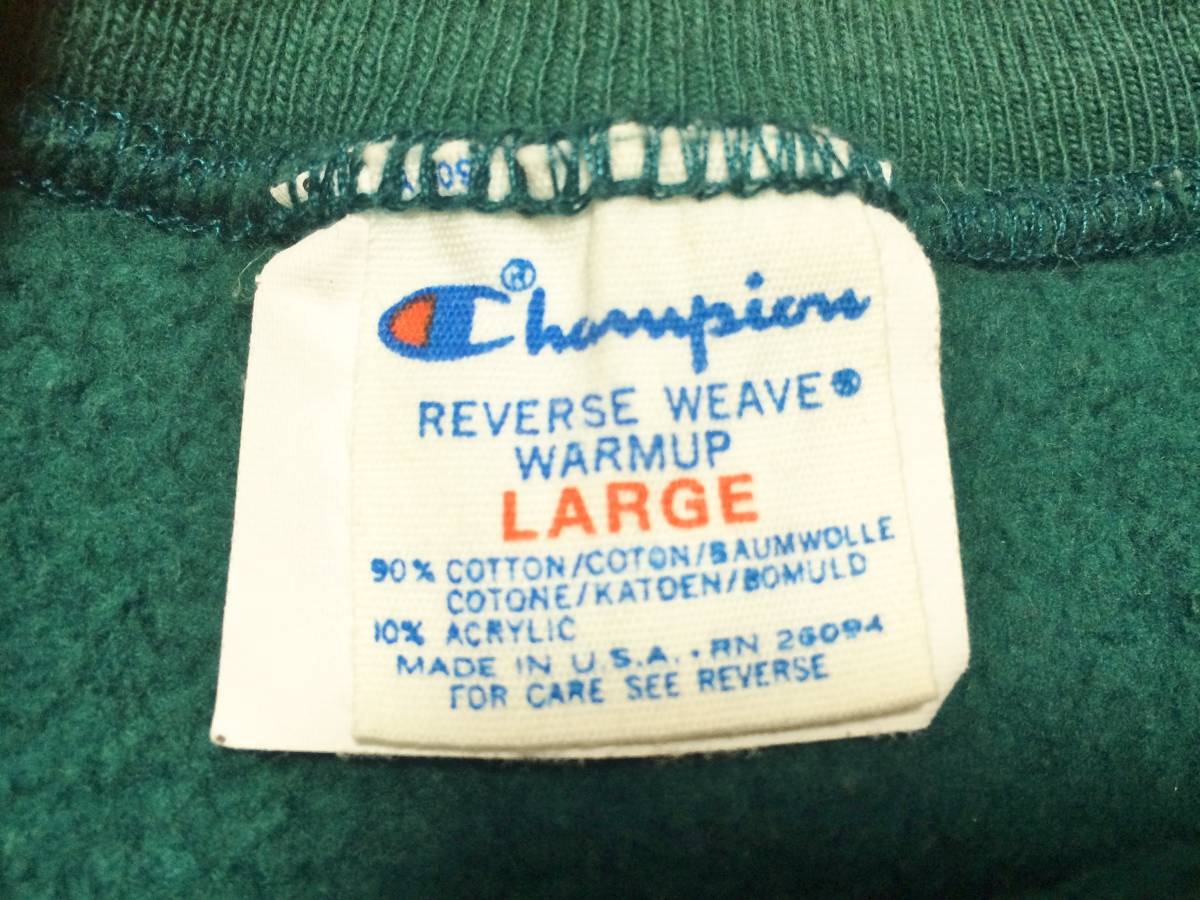 Champion®
REVERSE WEAVE®
WARMUP
LARGE
90% COTTON/COTON/BAUMWOLLE
COTONE/KATOEN/BOMULD
10% ACRYLIC
MADE IN U.S.A. • RN 26094
FOR CARE SEE REVERSE